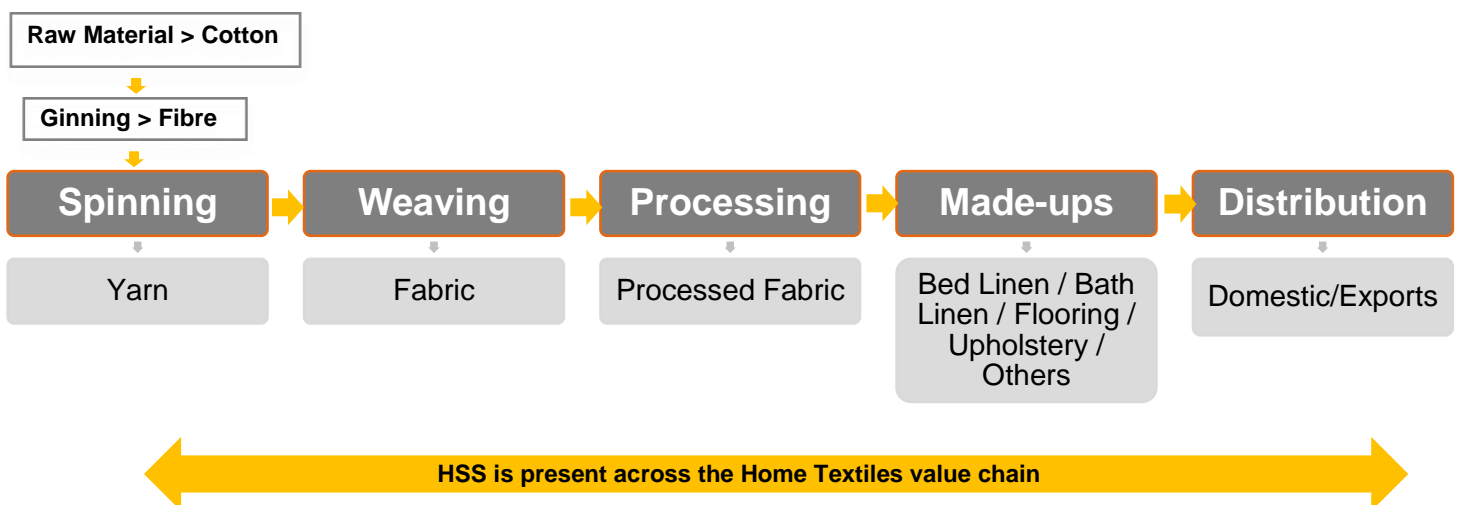 Raw Material > Cotton
Ginning > Fibre
Spinning
Weaving
Processing
Made-ups
Distribution
Yarn
Fabric
Processed Fabric
Bed Linen / Bath
Linen / Flooring /
Upholstery /
Others
Domestic/Exports
HSS is present across the Home Textiles value chain